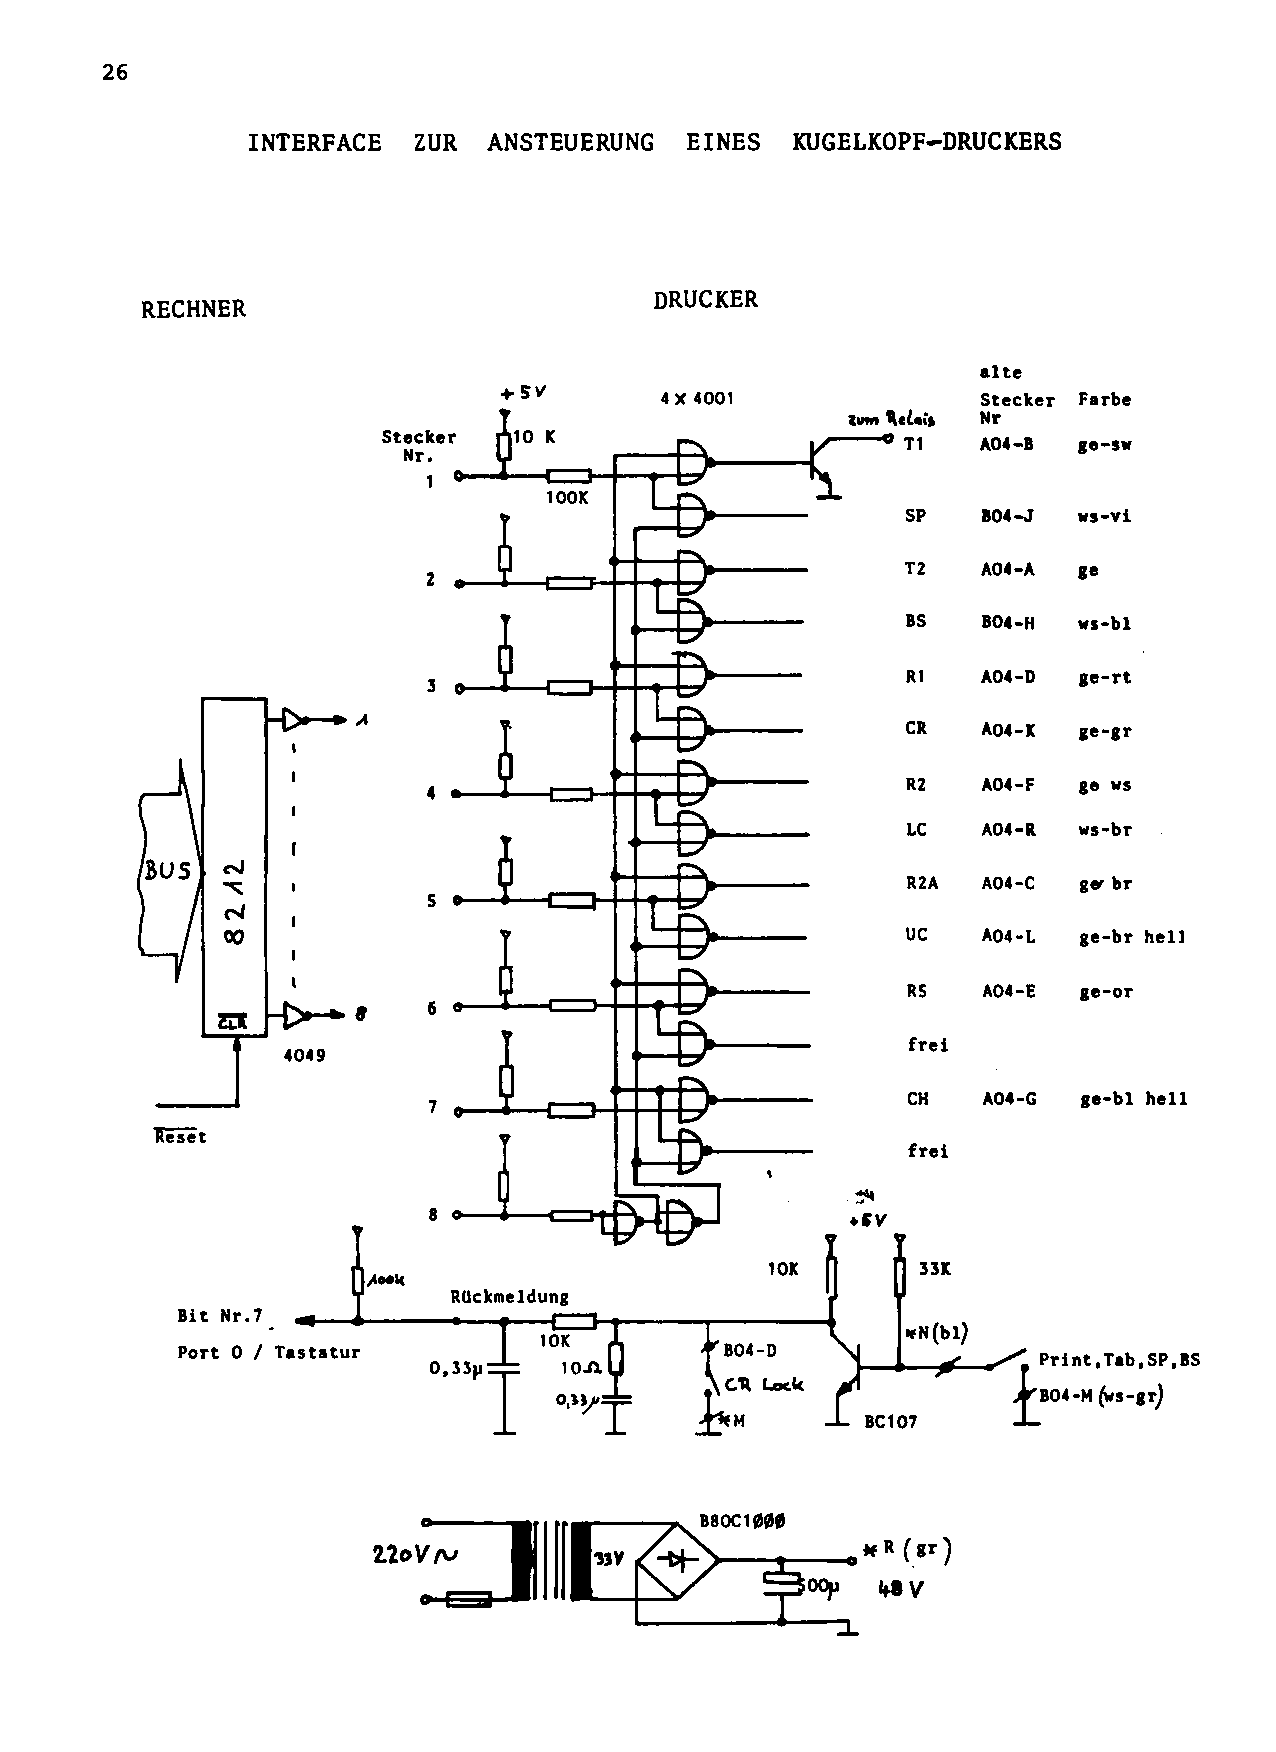 26
INTERFACE ZUR ANSTEUERUNG EINES KUGELKOPF-DRUCKERS
RECHNER
DRUCKER
alte
Stecker Farbe
Nr
+5V
4 X 4001
zum Relais
Stecker
Nr.
10 K
100K
T1 A04-B ge-sw
SP B04-J ws-vi
T2 A04-A ge
BS B04-H ws-bl
R1 A04-D ge-rt
CR A04-K ge-gr
R2 A04-F ge ws
LC A04-R ws-br
R2A A04-C ge br
UC A04-L ge-br hell
RS A04-E ge-or
frei
CH A04-G ge-bl hell
frei
1
2
3
4
5
6
7
8
BUS
8212
CLR
1
8
4049
Reset
+5V
10K
33K
100k
Bit Nr.7
Port 0 / Tastatur
Rückmeldung
10K
0,33µ
10Ω
0,33µ
B04-D
CR Lock
*M
*N(bl)
Print,Tab,SP,BS
B04-M (ws-gr)
BC107
B80C1000
220V~
33V
*R (gr)
500µ
48 V